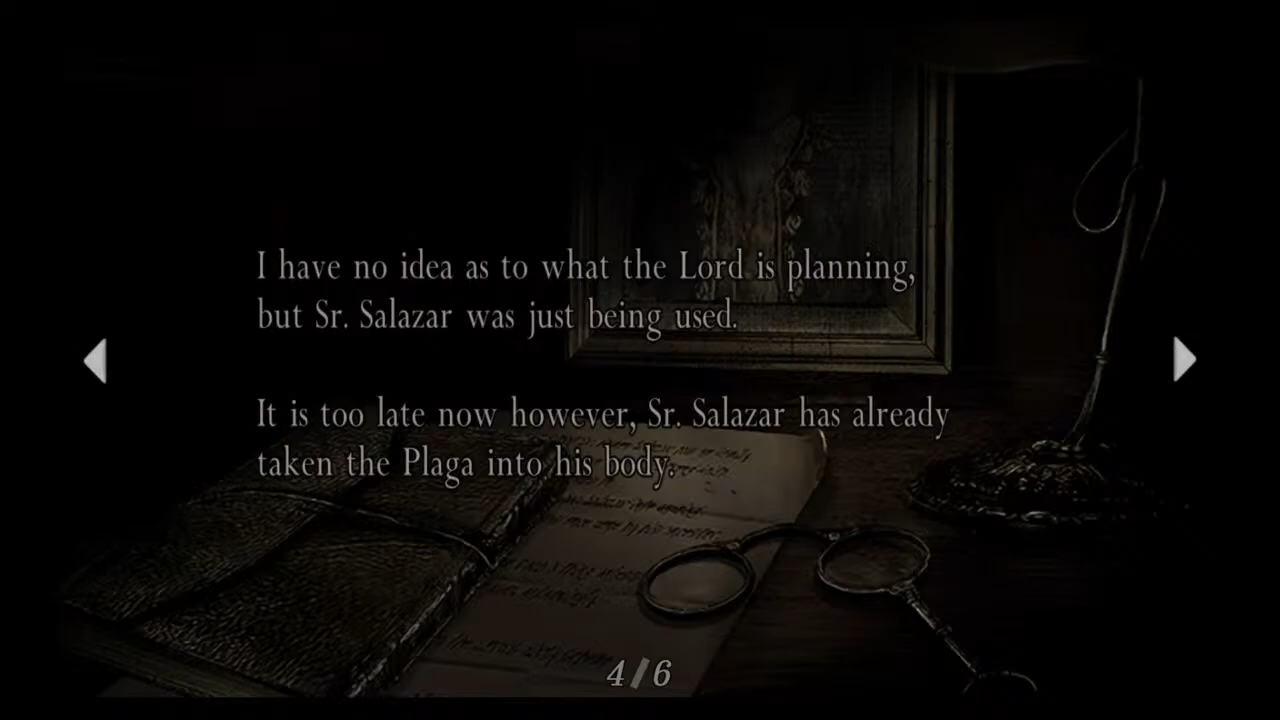 I have no idea as to what the Lord is planning,
but Sr. Salazar was just being used.
It is too late now however, Sr. Salazar has already
taken the Plaga into his body.
4/6